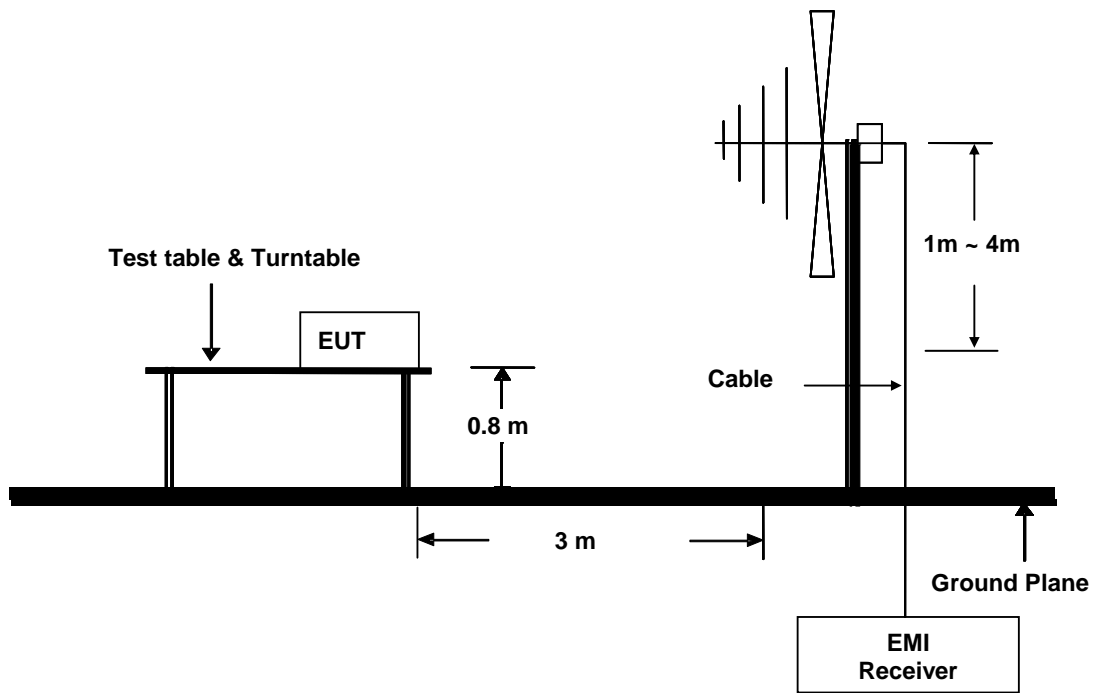 Test table & Turntable
EUT
1m ~ 4m
Cable
0.8 m
3 m
Ground Plane
EMI
Receiver